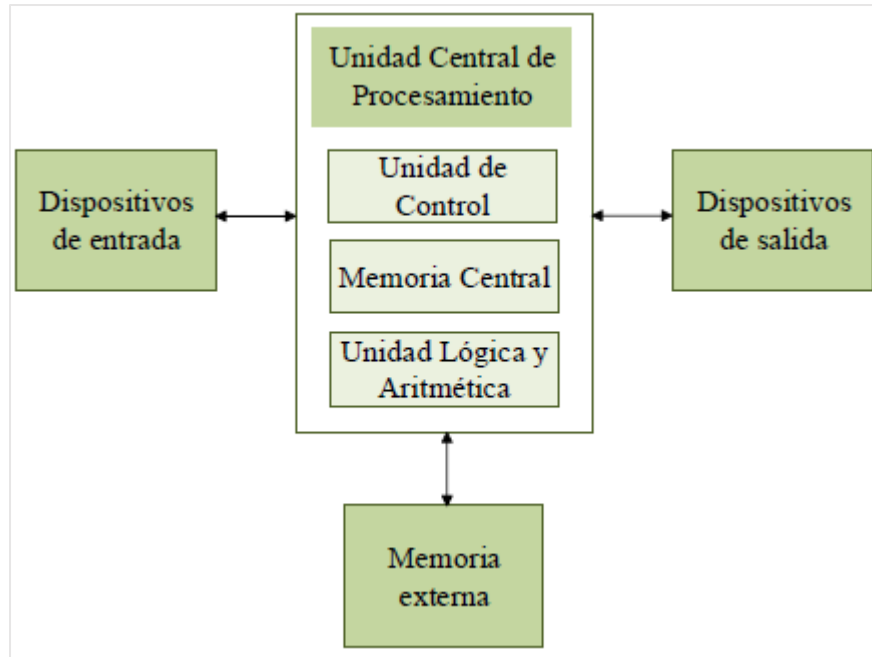 Unidad Central de
Procesamiento
Unidad de
Control
Memoria Central
Unidad Lógica y
Aritmética
Dispositivos
de entrada
Dispositivos
de salida
Memoria
externa